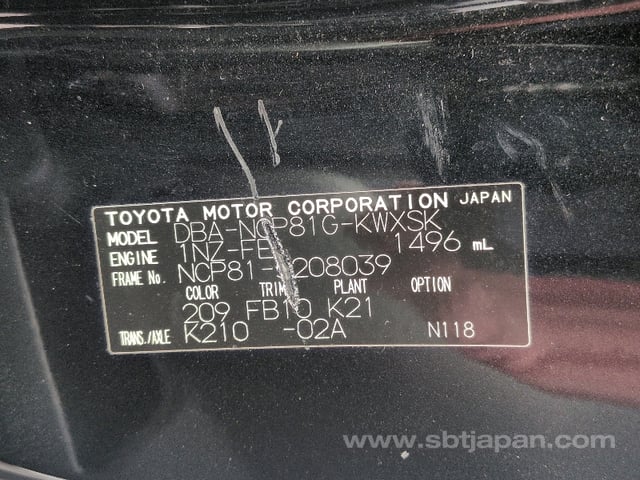 TOYOTA MOTOR CORPORATION JAPAN
MODEL DBA-NCP81G-KWXSK
ENGINE 1NZ-FE 1496 mL
FRAME No. NCP81- 208039
COLOR TRIM PLANT OPTION
209 FB10 K21
TRANS./AXLE K210 -02A N118
www.sbtjapan.com